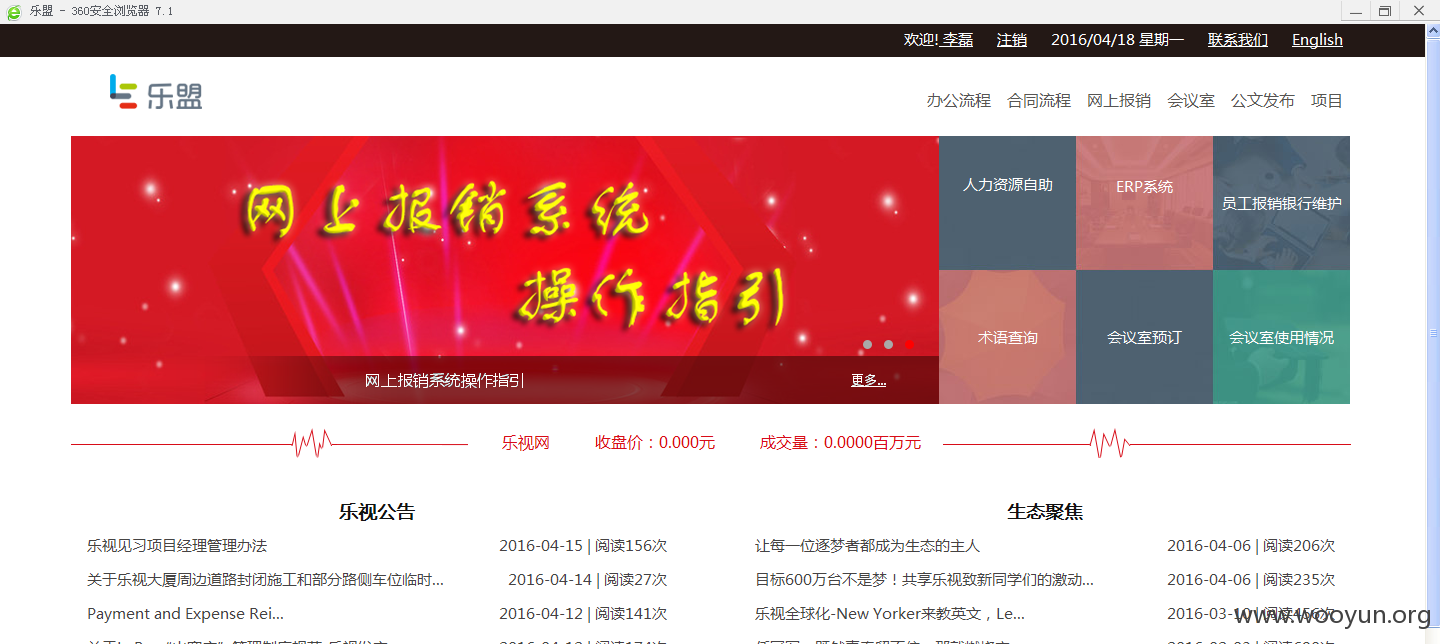 乐盟 - 360安全浏览器 7.1
欢迎! 李磊 注销 2016/04/18 星期一 联系我们 English
乐盟
办公流程 合同流程 网上报销 会议室 公文发布 项目
网上报销系统
操作指引
网上报销系统操作指引 更多...
人力资源自助 ERP系统 员工报销银行维护
术语查询 会议室预订 会议室使用情况
乐视网 收盘价：0.000元 成交量：0.0000百万元
乐视公告
乐视见习项目经理管理办法 2016-04-15 | 阅读156次
关于乐视大厦周边道路封闭施工和部分路侧车位临时... 2016-04-14 | 阅读27次
Payment and Expense Rei... 2016-04-12 | 阅读141次
生态聚焦
让每一位逐梦者都成为生态的主人 2016-04-06 | 阅读206次
目标600万台不是梦！共享乐视致新同学们的激动... 2016-04-06 | 阅读235次
乐视全球化-New Yorker来教英文，Le... 2016-03-10 | 阅读456次
www.wooyun.org